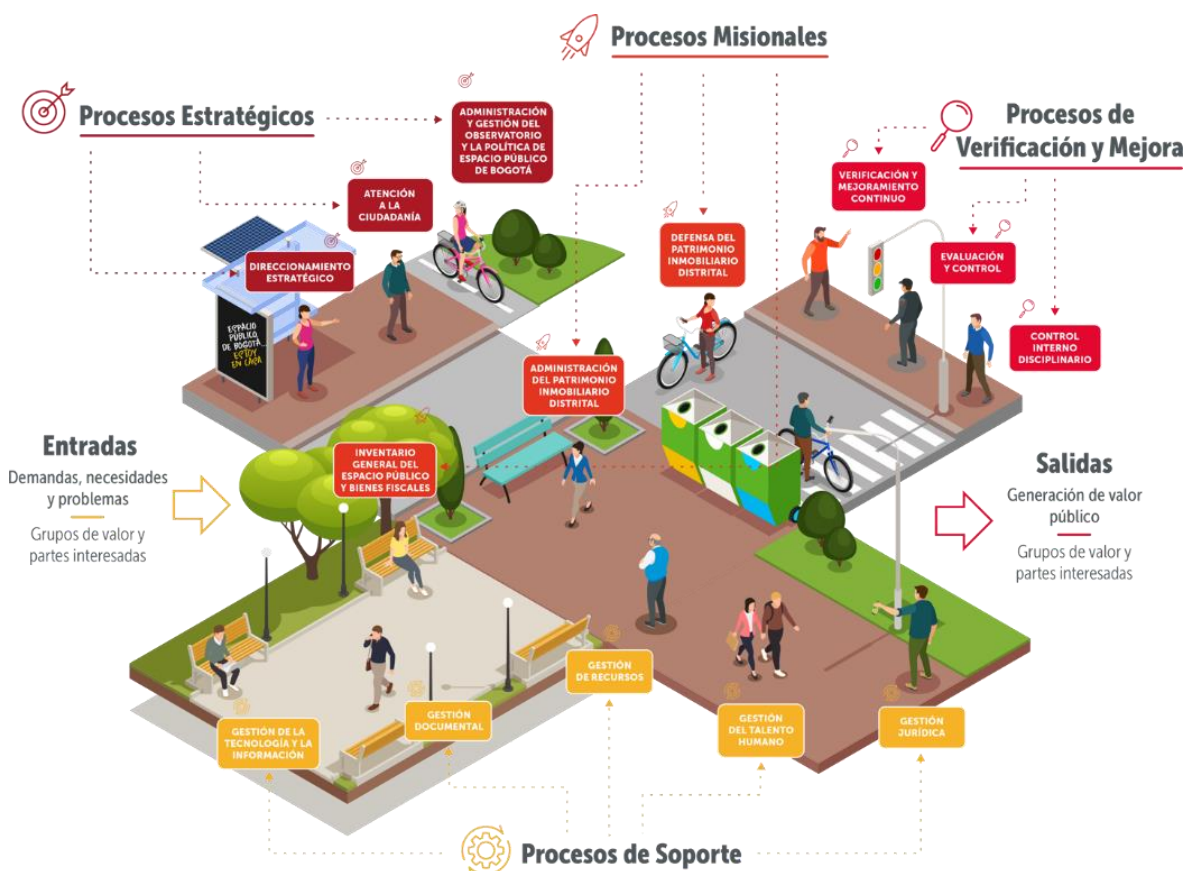 Procesos Misionales
Procesos Estratégicos
ADMINISTRACIÓN
Y GESTIÓN DEL
OBSERVATORIO
Y LA POLÍTICA DE
ESPACIO PÚBLICO
DE BOGOTÁ
Procesos de
Verificación y Mejora
VERIFICACIÓN Y
MEJORAMIENTO
CONTINUO
ATENCIÓN
A LA
CIUDADANÍA
DEFENSA DEL
PATRIMONIO
INMOBILIARIO
DISTRITAL
EVALUACIÓN
Y CONTROL
DIRECCIONAMIENTO
ESTRATÉGICO
ESPACIO
PÚBLICO
DE BOGOTÁ
ESTOY
EN CASA
CONTROL
INTERNO
DISCIPLINARIO
ADMINISTRACIÓN
DEL PATRIMONIO
INMOBILIARIO
DISTRITAL
Entradas
Demandas, necesidades
y problemas
Grupos de valor y
partes interesadas
INVENTARIO
GENERAL DEL
ESPACIO PÚBLICO
Y BIENES FISCALES
Salidas
Generación de valor
público
Grupos de valor y
partes interesadas
GESTIÓN
DE RECURSOS
GESTIÓN DE LA
TECNOLOGÍA Y LA
INFORMACIÓN
GESTIÓN
DOCUMENTAL
GESTIÓN
DEL TALENTO
HUMANO
GESTIÓN
JURÍDICA
Procesos de Soporte